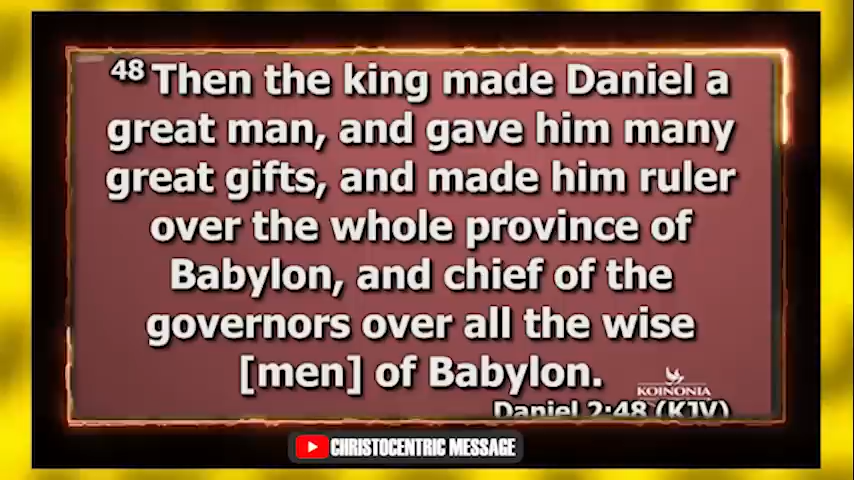 48 Then the king made Daniel a
great man, and gave him many
great gifts, and made him ruler
over the whole province of
Babylon, and chief of the
governors over all the wise
[men] of Babylon.
KOINONIA
Daniel 2:48 (KJV)
CHRISTOCENTRIC MESSAGE